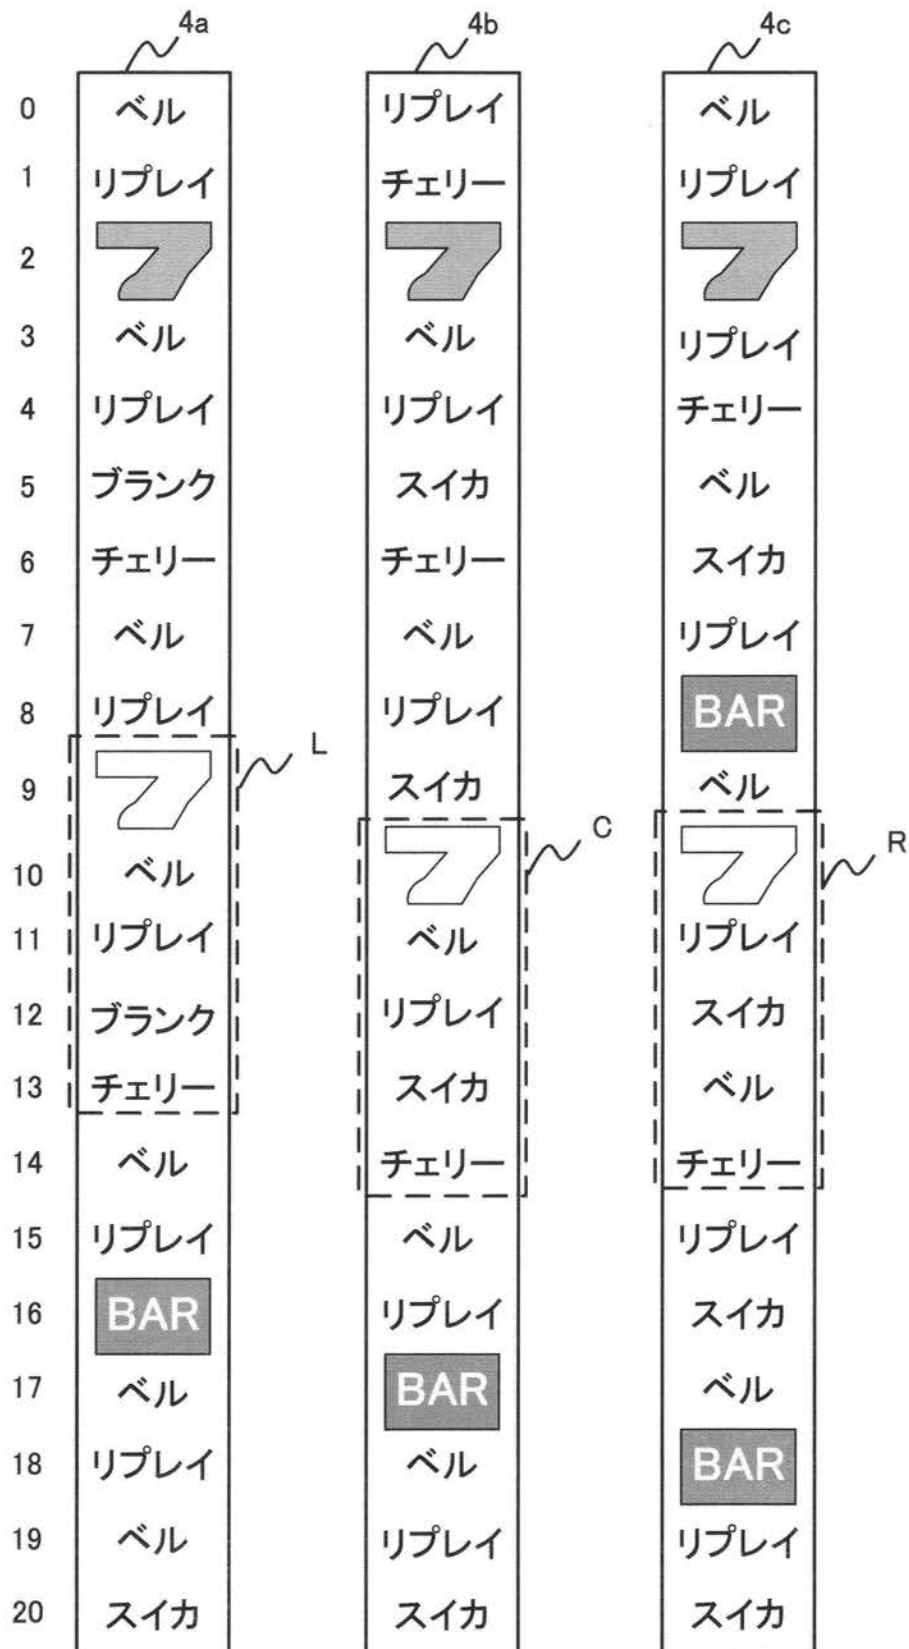 4a 4b 4c
0 ベル リプレイ ベル
1 リプレイ チェリー リプレイ
2 7 7 7
3 ベル ベル リプレイ
4 リプレイ リプレイ チェリー
5 ブランク スイカ ベル
6 チェリー チェリー スイカ
7 ベル ベル リプレイ
8 リプレイ リプレイ BAR
L
9 7 スイカ ベル
C R
10 ベル 7 7
11 リプレイ ベル リプレイ
12 ブランク リプレイ スイカ
13 チェリー スイカ ベル
14 ベル チェリー チェリー
15 リプレイ ベル リプレイ
16 BAR リプレイ スイカ
17 ベル BAR ベル
18 リプレイ ベル BAR
19 ベル リプレイ リプレイ
20 スイカ スイカ スイカ